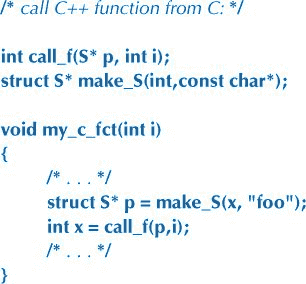 /* call C++ function from C: */
int call_f(S* p, int i);
struct S* make_S(int,const char*);
void my_c_fct(int i)
{
/* . . . */
struct S* p = make_S(x, "foo");
int x = call_f(p,i);
/* . . . */
}